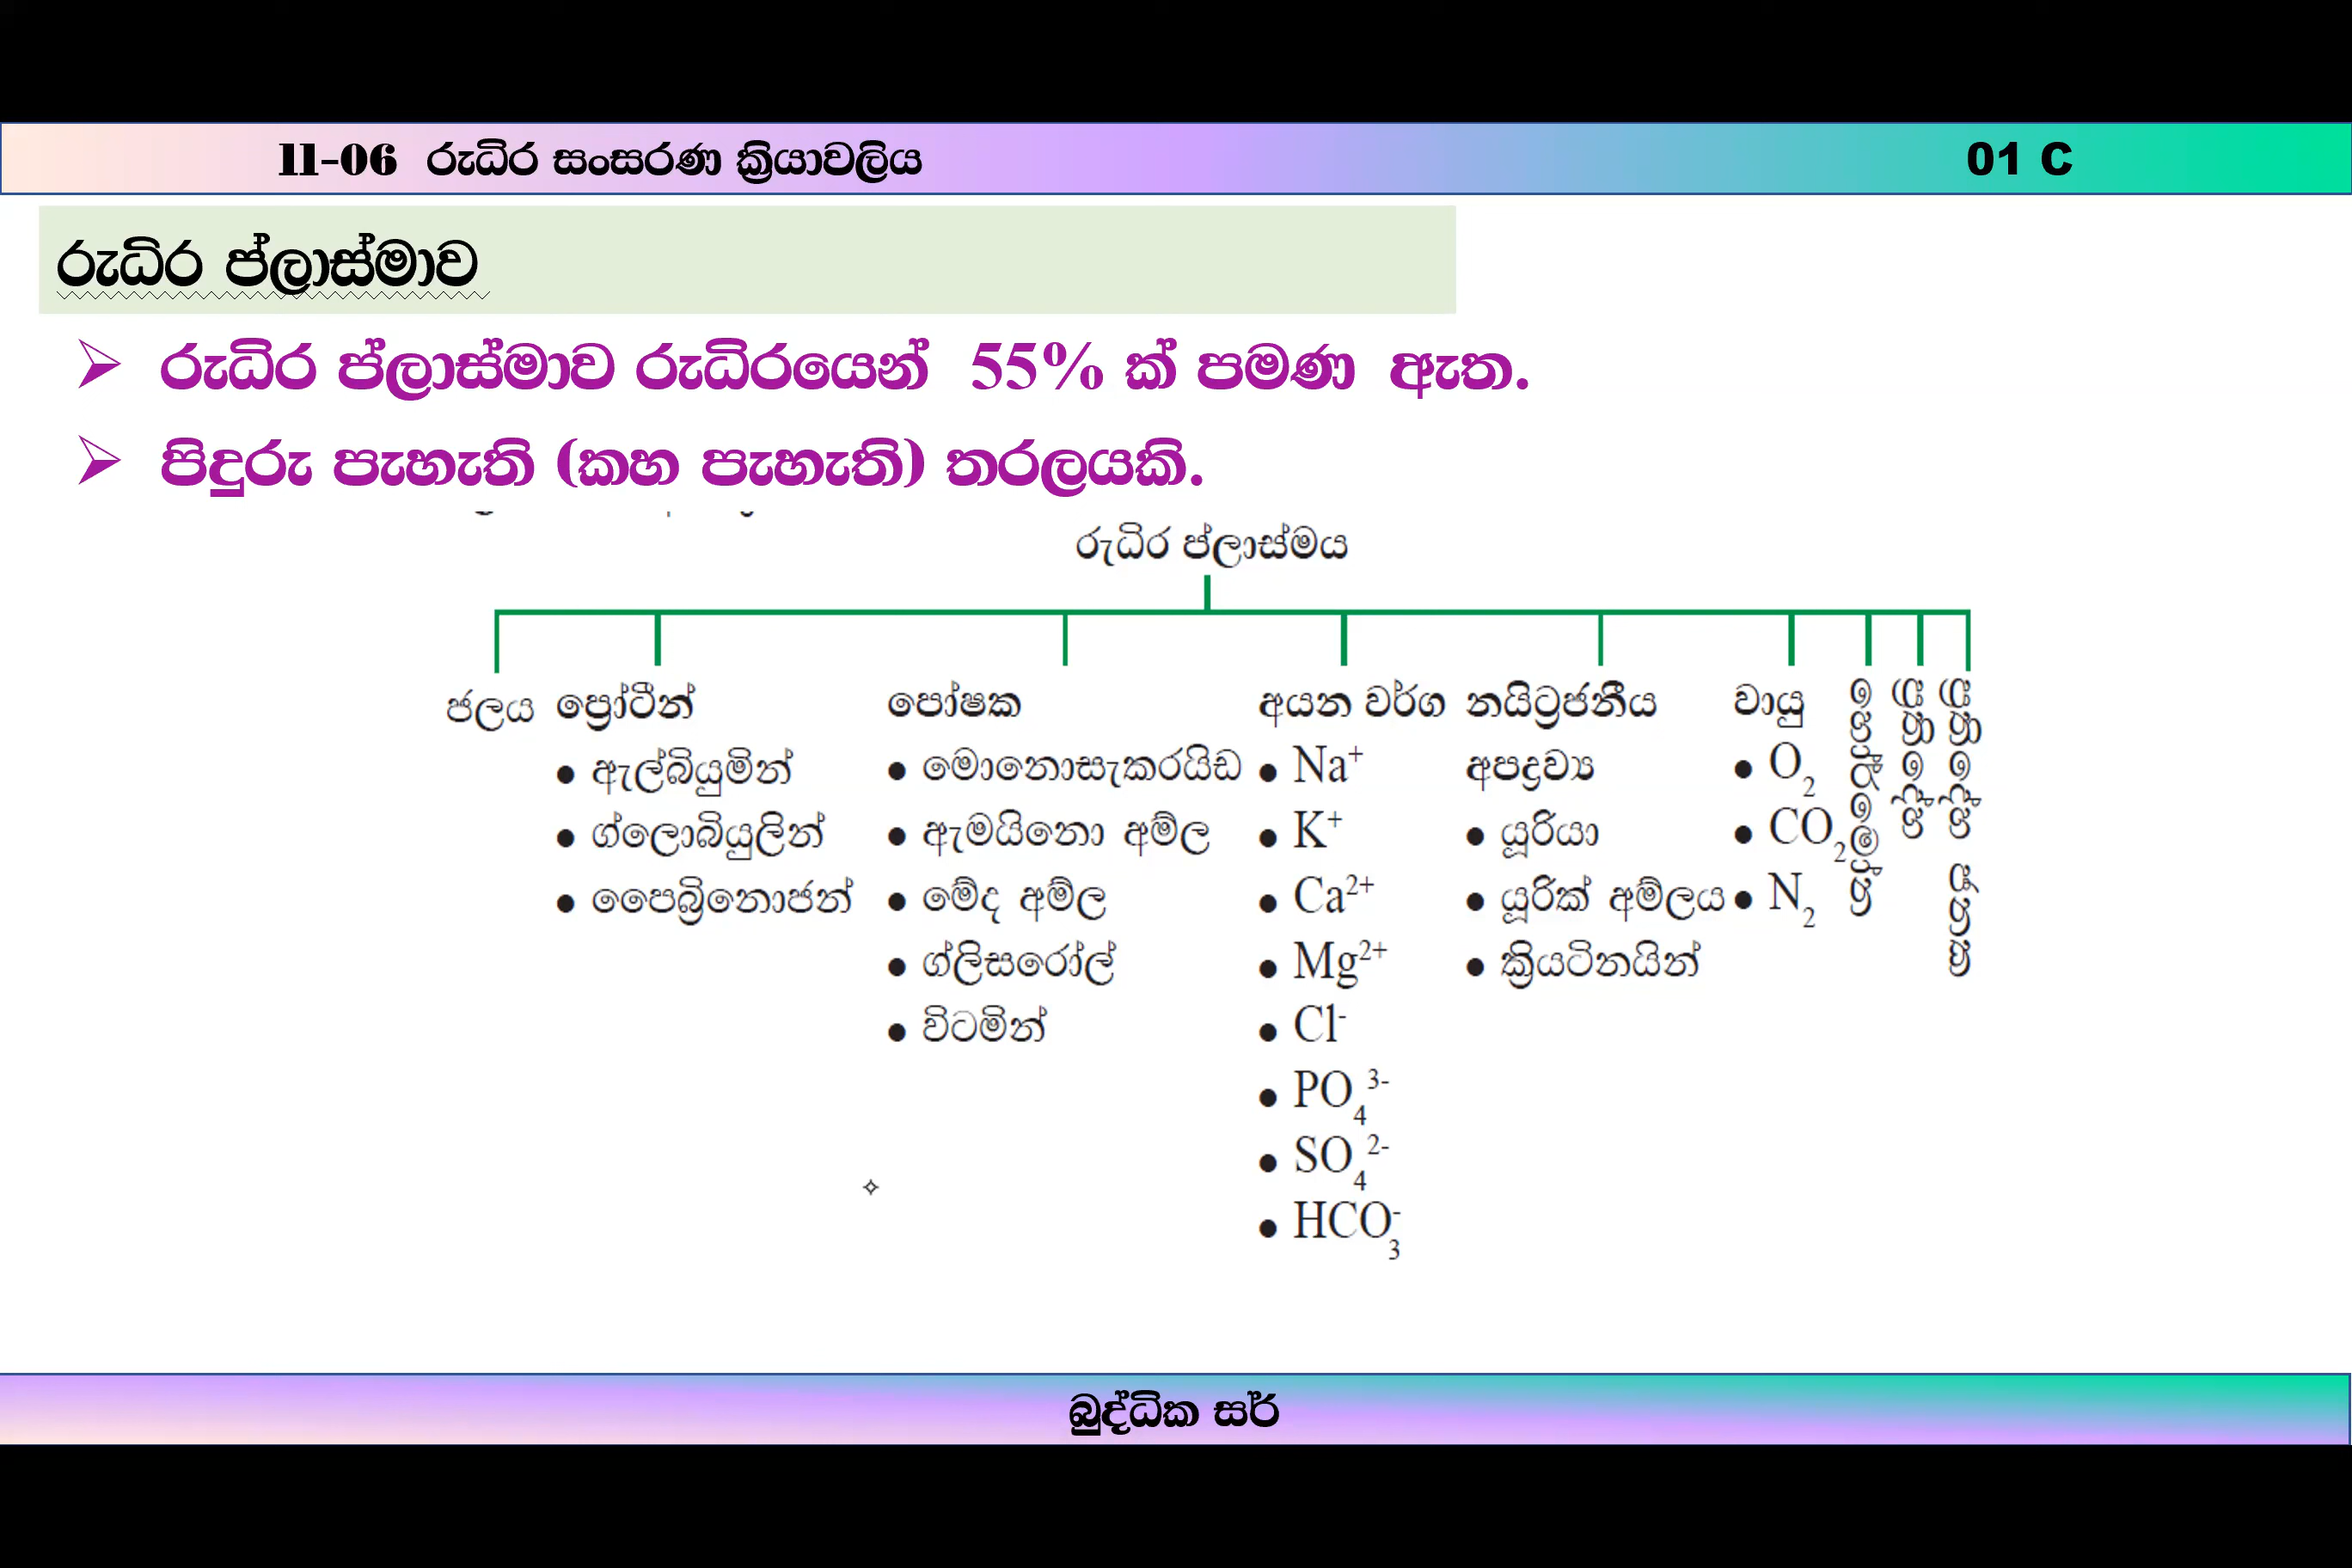 11-06 රුධිර සංසරණ ක්‍රියාවලිය
01 C
රුධිර ප්ලාස්මාව
රුධිර ප්ලාස්මාව රුධිරයෙන් 55% ක් පමණ ඇත.
පිදුරු පැහැති (කහ පැහැති) තරලයකි.
රුධිර ප්ලාස්මය
ජලය
ප්‍රෝටීන්
• ඇල්බියුමින්
• ග්ලොබියුලින්
• ෆයිබ්‍රිනොජන්
පෝෂක
• මොනොසැකරයිඩ
• ඇමයිනො අම්ල
• මේද අම්ල
• ග්ලිසරෝල්
• විටමින්
අයන වර්ග
• Na⁺
• K⁺
• Ca²⁺
• Mg²⁺
• Cl⁻
• PO₄³⁻
• SO₄²⁻
• HCO₃⁻
නයිට්‍රජනීය
අපද්‍රව්‍ය
• යූරියා
• යූරික් අම්ලය
• ක්‍රියටිනයින්
වායු
• O₂
• CO₂
• N₂
බුද්ධික සර්